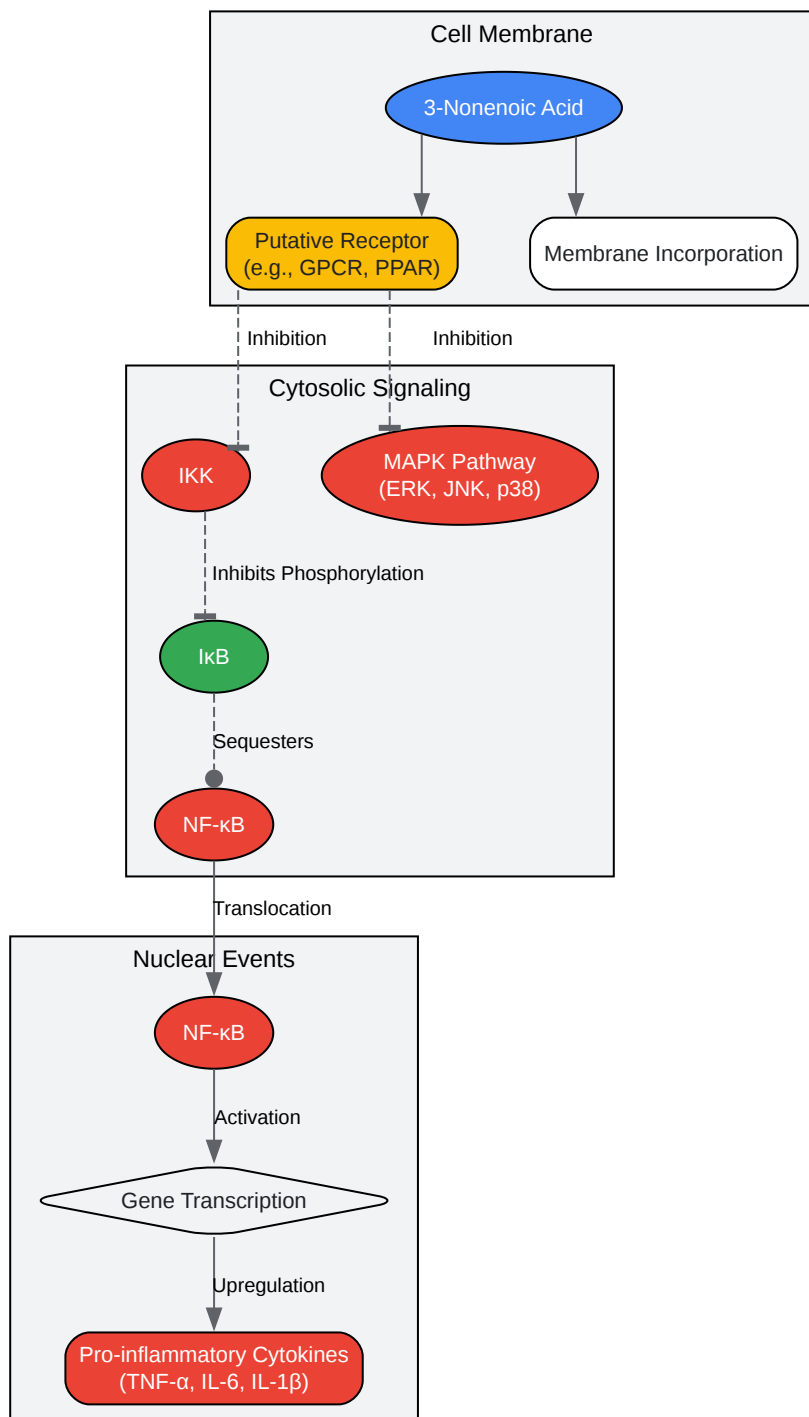 Cell Membrane
3-Nonenoic Acid
Putative Receptor
(e.g., GPCR, PPAR)
Membrane Incorporation
Inhibition
Inhibition
Cytosolic Signaling
IKK
MAPK Pathway
(ERK, JNK, p38)
Inhibits Phosphorylation
IκB
Sequesters
NF-κB
Translocation
Nuclear Events
NF-κB
Activation
Gene Transcription
Upregulation
Pro-inflammatory Cytokines
(TNF-α, IL-6, IL-1β)